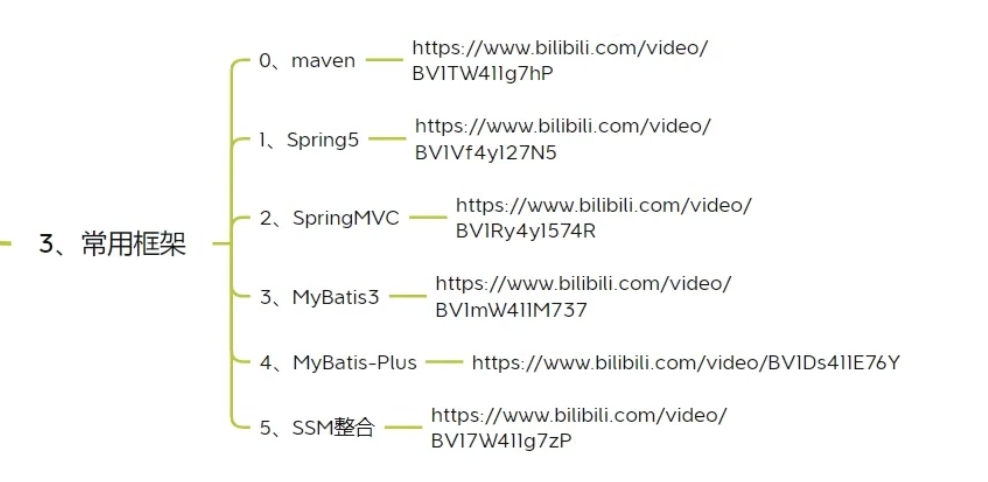 3、常用框架
0、maven
https://www.bilibili.com/video/
BV1TW411g7hP
1、Spring5
https://www.bilibili.com/video/
BV1Vf4y127N5
2、SpringMVC
https://www.bilibili.com/video/
BV1Ry4y1574R
3、MyBatis3
https://www.bilibili.com/video/
BV1mW411M737
4、MyBatis-Plus
https://www.bilibili.com/video/BV1Ds411E76Y
5、SSM整合
https://www.bilibili.com/video/
BV17W411g7zP